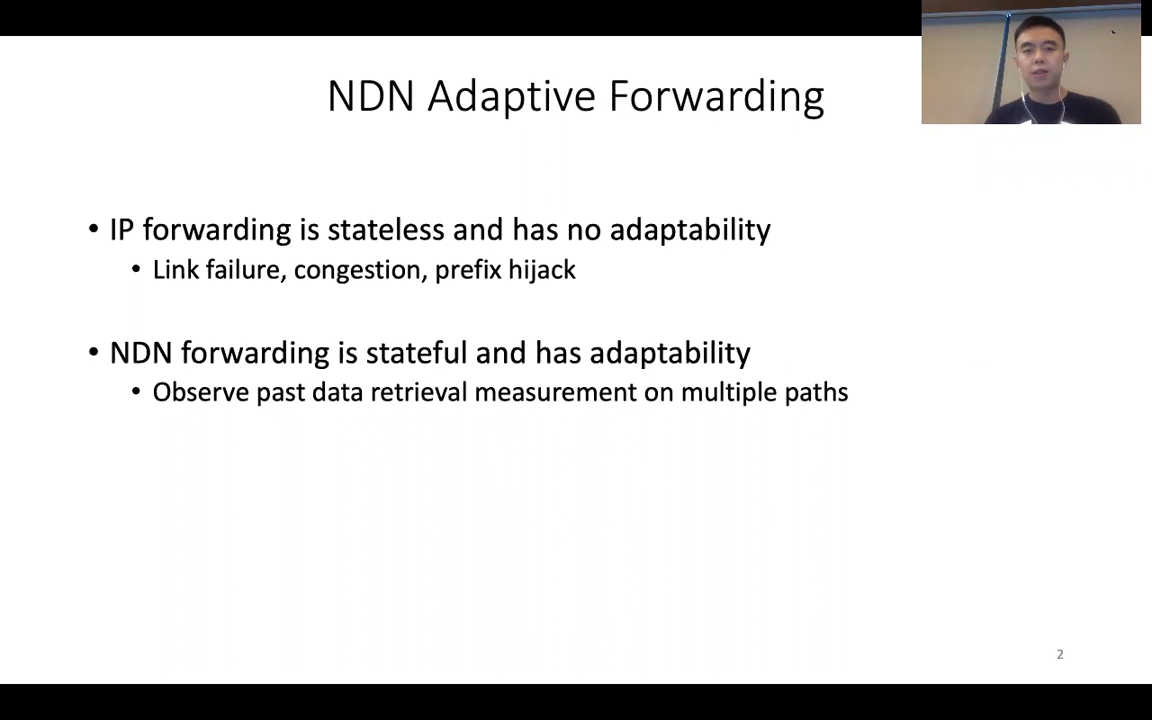 NDN Adaptive Forwarding
• IP forwarding is stateless and has no adaptability
• Link failure, congestion, prefix hijack
• NDN forwarding is stateful and has adaptability
• Observe past data retrieval measurement on multiple paths
2